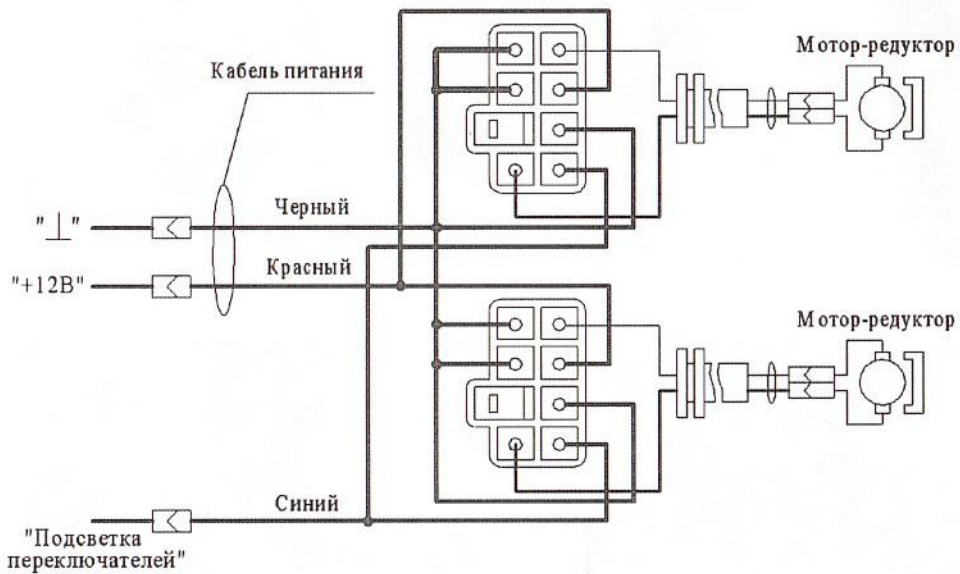 Мотор-редуктор
Кабель питания
Черный
"⊥"
Красный
"+12В"
Мотор-редуктор
Синий
"Подсветка
переключателей"